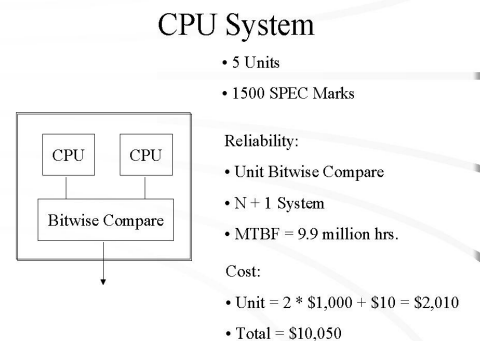 CPU System
• 5 Units
• 1500 SPEC Marks
CPU
CPU
Bitwise Compare
Reliability:
• Unit Bitwise Compare
• N + 1 System
• MTBF = 9.9 million hrs.
Cost:
• Unit = 2 * $1,000 + $10 = $2,010
• Total = $10,050